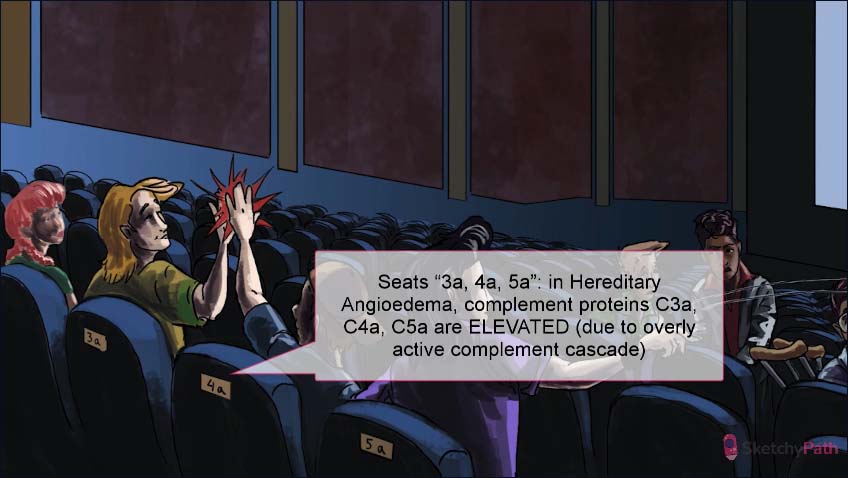 Seats “3a, 4a, 5a”: in Hereditary
Angioedema, complement proteins C3a,
C4a, C5a are ELEVATED (due to overly
active complement cascade)
3a
4a
5a
SketchyPath